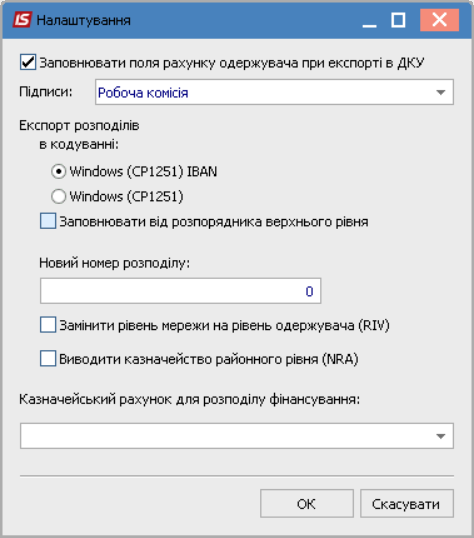 IS Налаштування
Заповнювати поля рахунку одержувача при експорті в ДКУ
Підписи: Робоча комісія
Експорт розподілів
в кодуванні:
Windows (CP1251) IBAN
Windows (CP1251)
Заповнювати від розпорядника верхнього рівня
Новий номер розподілу:
0
Замінити рівень мережі на рівень одержувача (RIV)
Виводити казначейство районного рівня (NRA)
Казначейський рахунок для розподілу фінансування:
ОК Скасувати